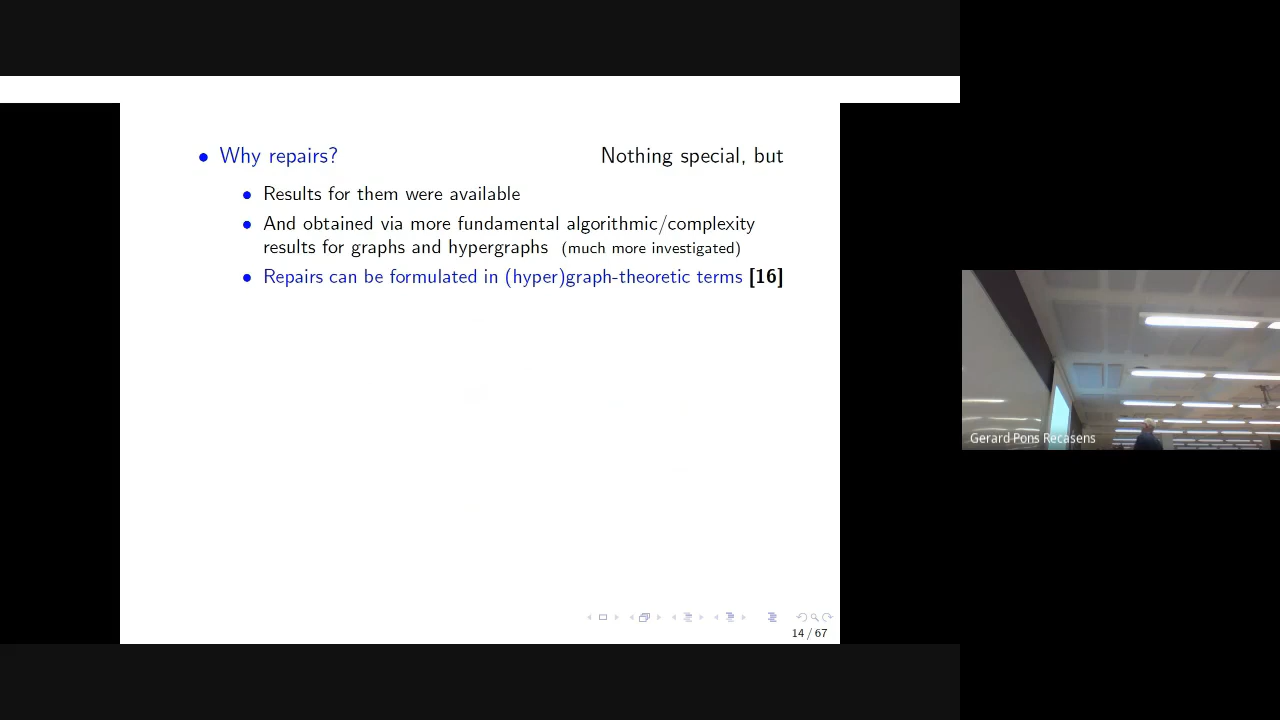 • Why repairs? Nothing special, but
• Results for them were available
• And obtained via more fundamental algorithmic/complexity
results for graphs and hypergraphs (much more investigated)
• Repairs can be formulated in (hyper)graph-theoretic terms [16]
Gerard Pons Recasens
14 / 67